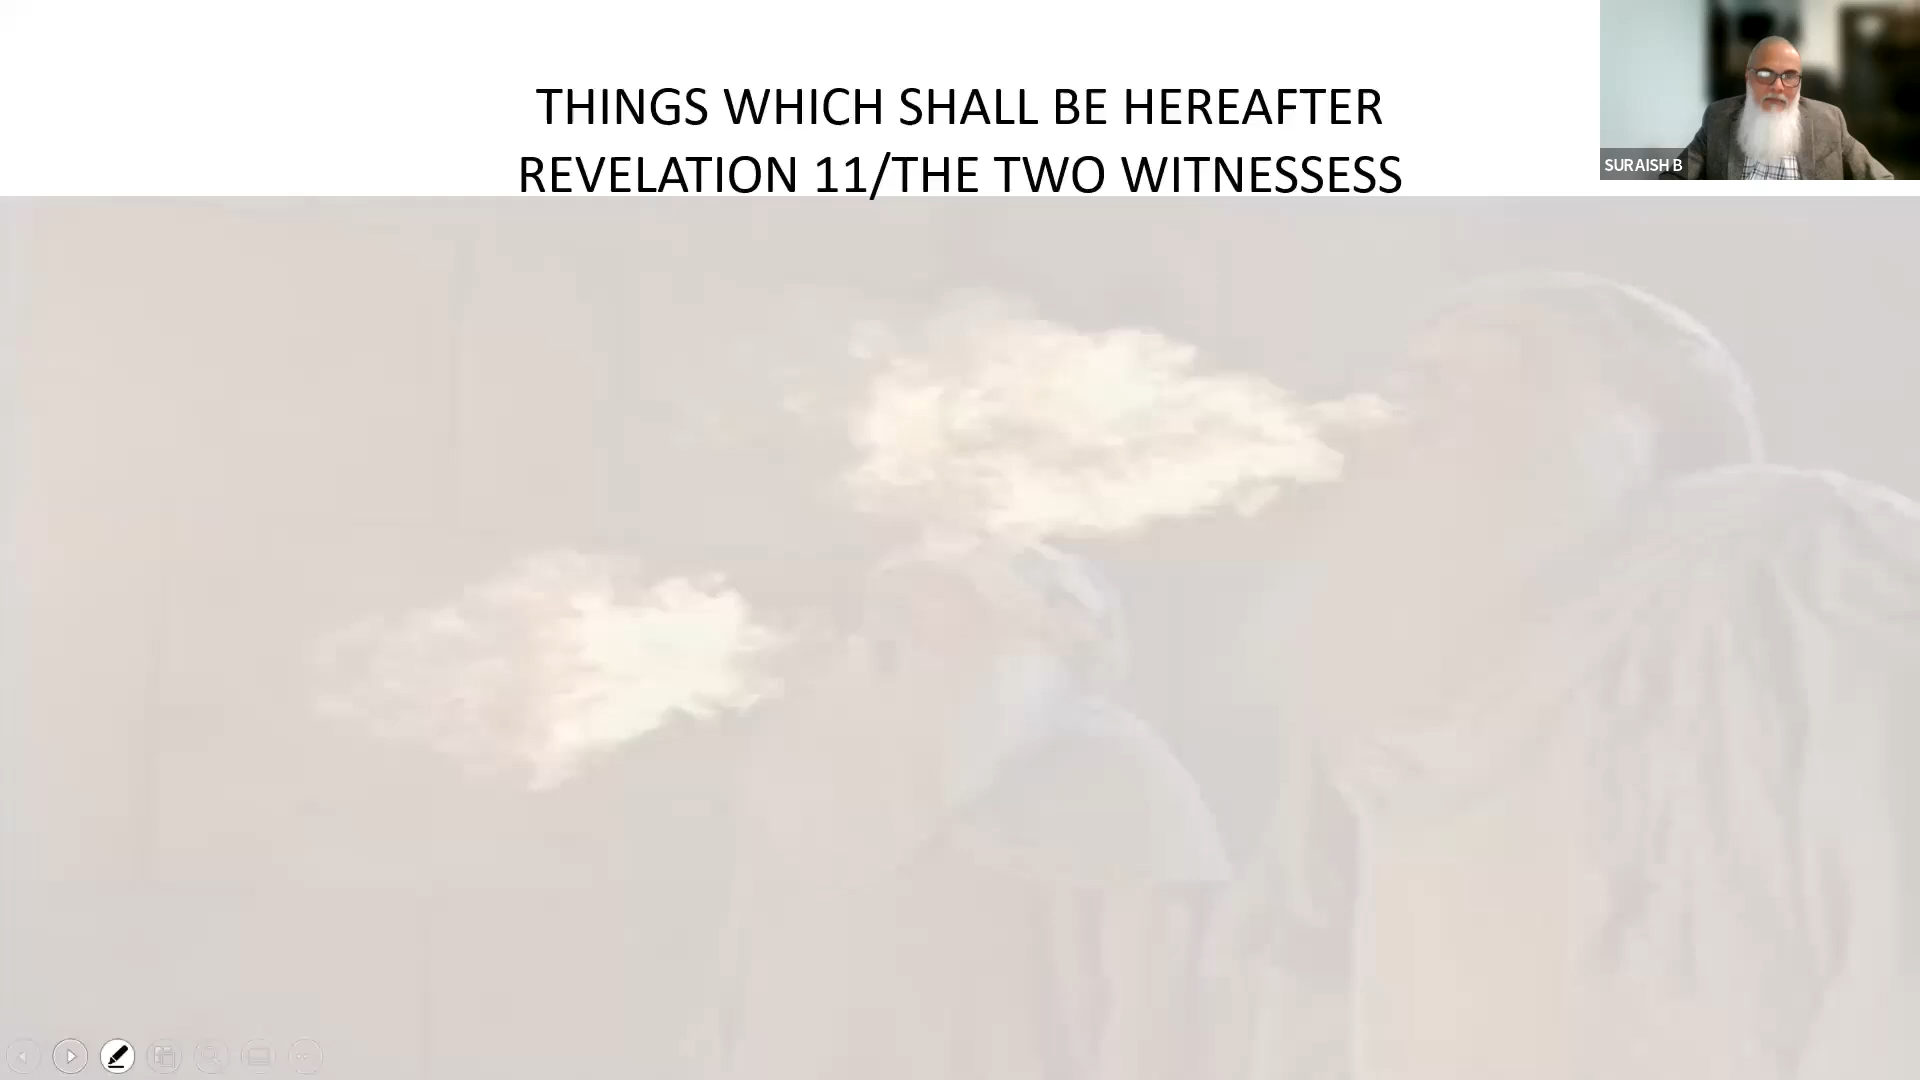 THINGS WHICH SHALL BE HEREAFTER
REVELATION 11/THE TWO WITNESSESS
SURAISH B